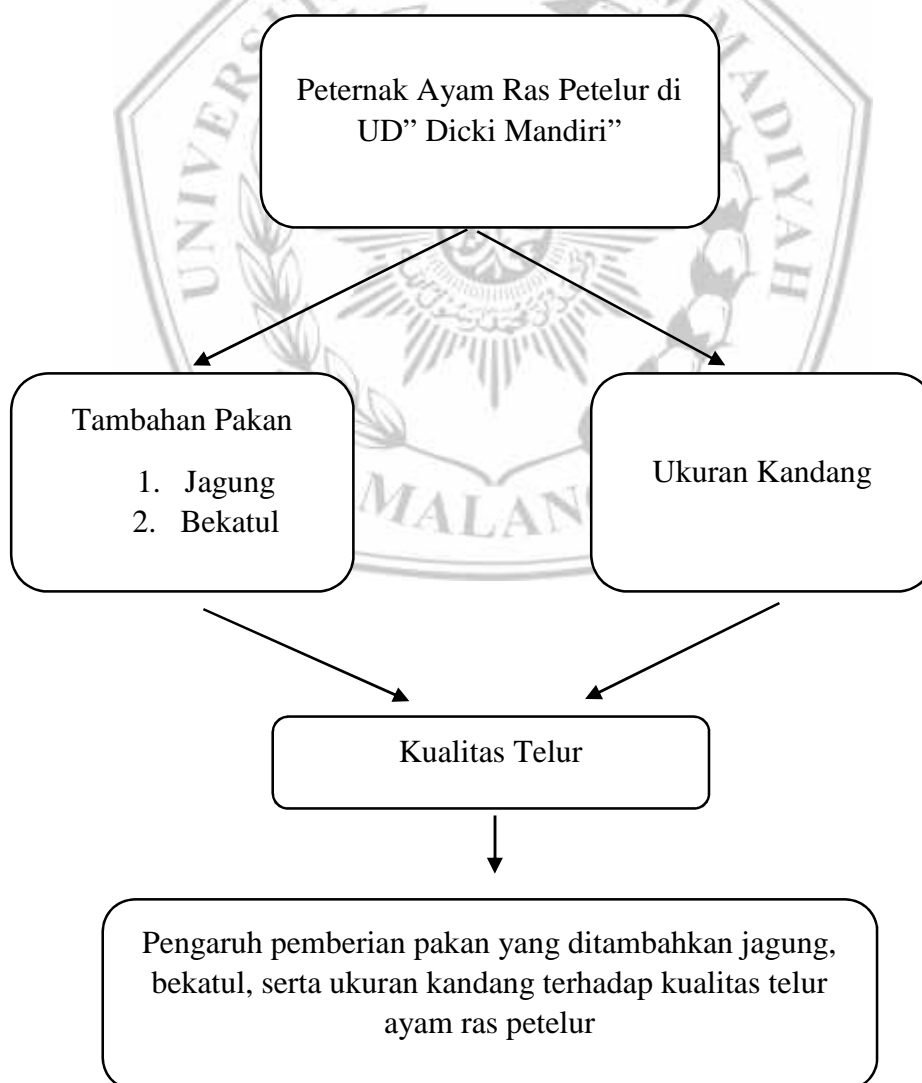 Peternak Ayam Ras Petelur di
UD” Dicki Mandiri”
Tambahan Pakan
1. Jagung
2. Bekatul
Ukuran Kandang
Kualitas Telur
Pengaruh pemberian pakan yang ditambahkan jagung,
bekatul, serta ukuran kandang terhadap kualitas telur
ayam ras petelur
MALANG